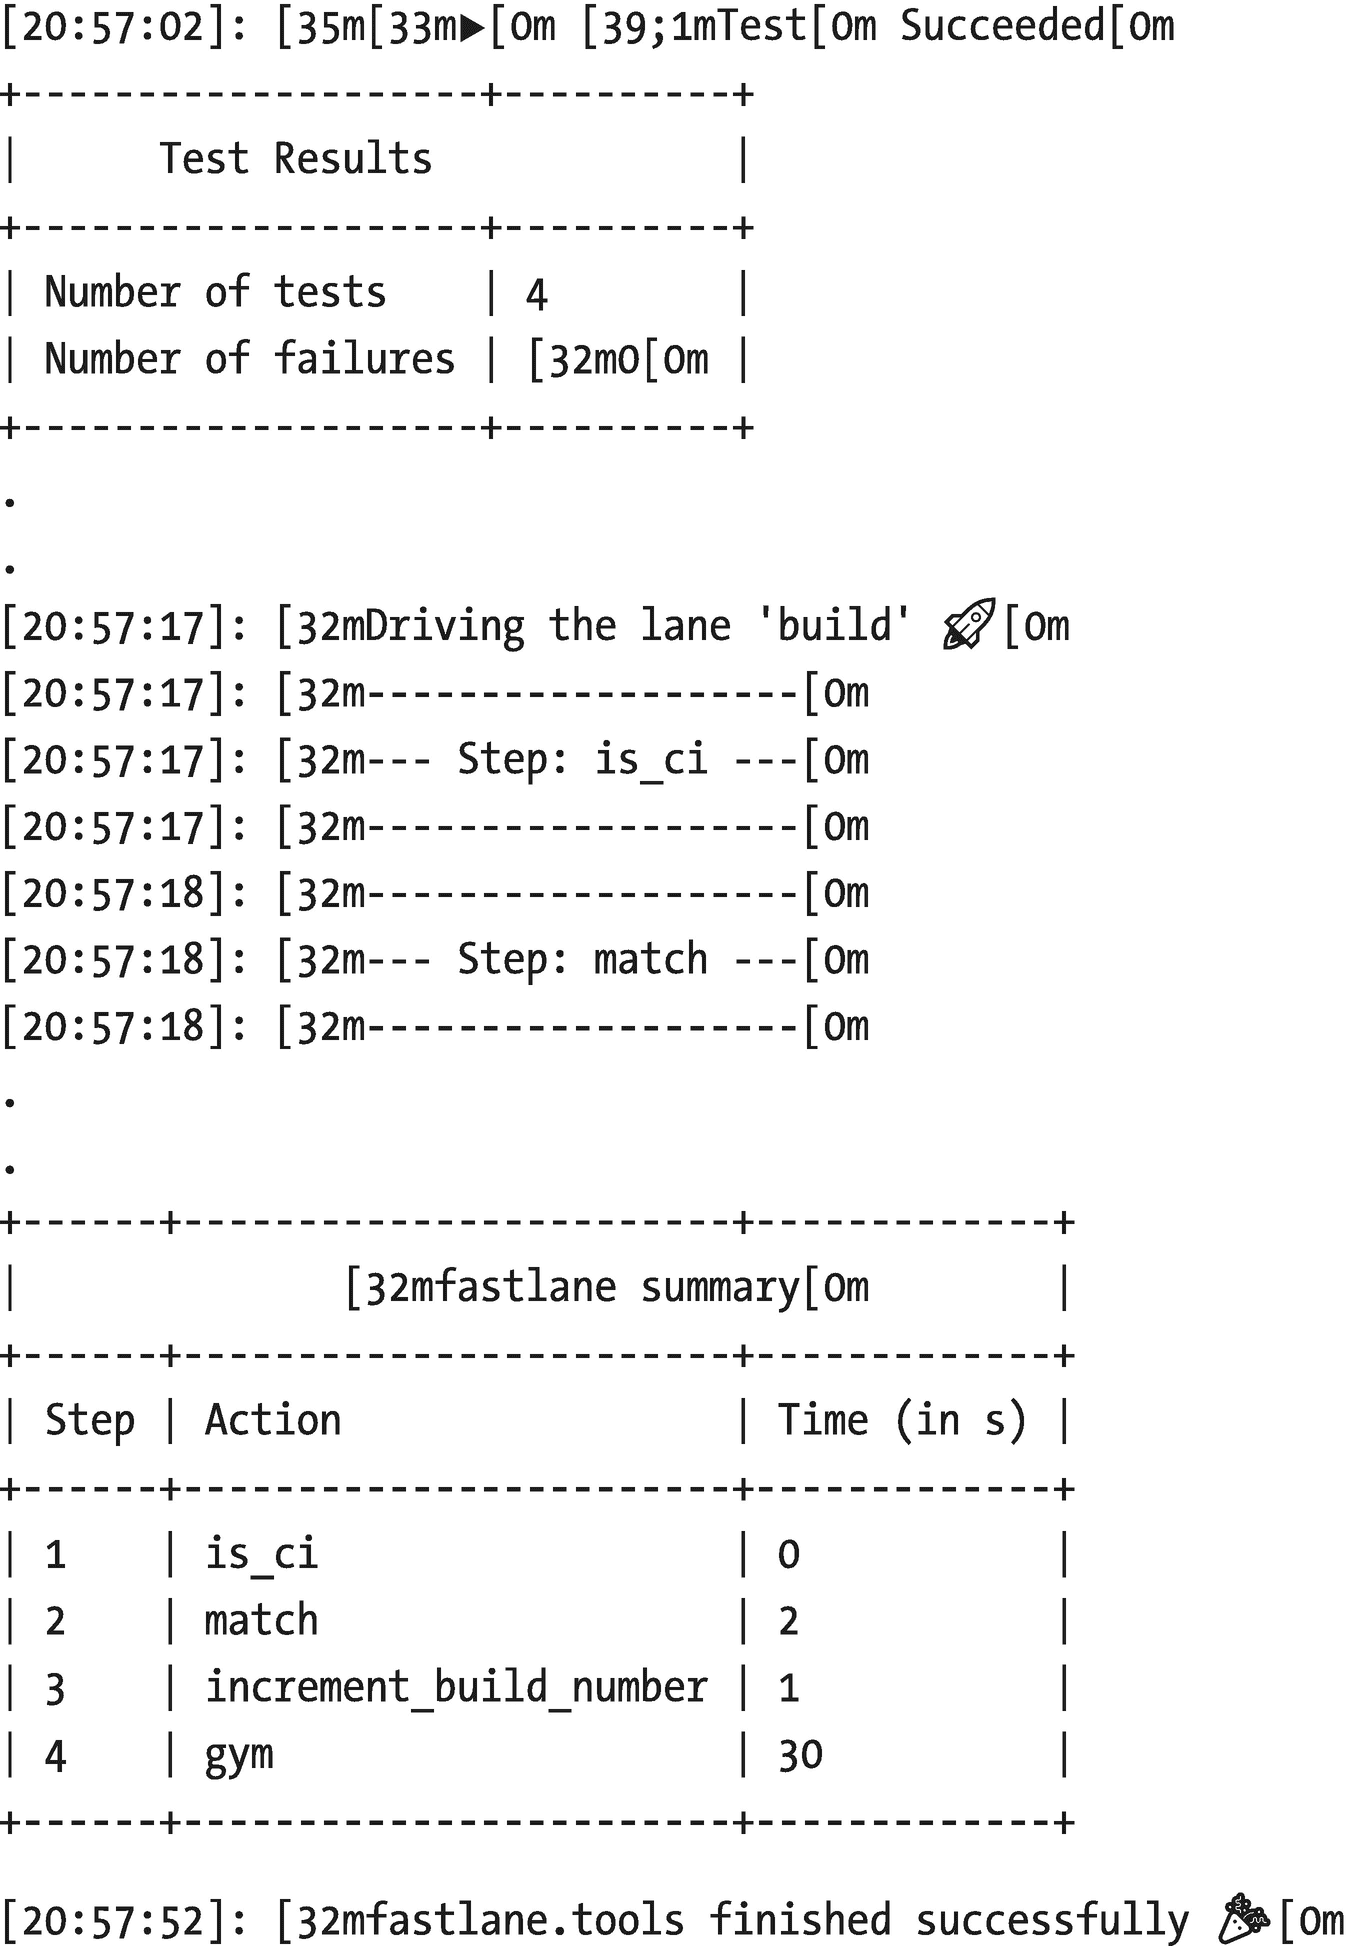 [20:57:02]: [35m[33m▶[0m [39;1mTest[0m Succeeded[0m
+--------------------+----------+
|      Test Results             |
+--------------------+----------+
| Number of tests    | 4        |
| Number of failures | [32m0[0m |
+--------------------+----------+
.
.
[20:57:17]: [32mDriving the lane 'build' 🚀[0m
[20:57:17]: [32m-------------------[0m
[20:57:17]: [32m--- Step: is_ci ---[0m
[20:57:17]: [32m-------------------[0m
[20:57:18]: [32m-------------------[0m
[20:57:18]: [32m--- Step: match ---[0m
[20:57:18]: [32m-------------------[0m
.
.
+------+------------------------+-------------+
|              [32mfastlane summary[0m        |
+------+------------------------+-------------+
| Step | Action                 | Time (in s) |
+------+------------------------+-------------+
| 1    | is_ci                  | 0           |
| 2    | match                  | 2           |
| 3    | increment_build_number | 1           |
| 4    | gym                    | 30          |
+------+------------------------+-------------+
[20:57:52]: [32mfastlane.tools finished successfully 🎉[0m